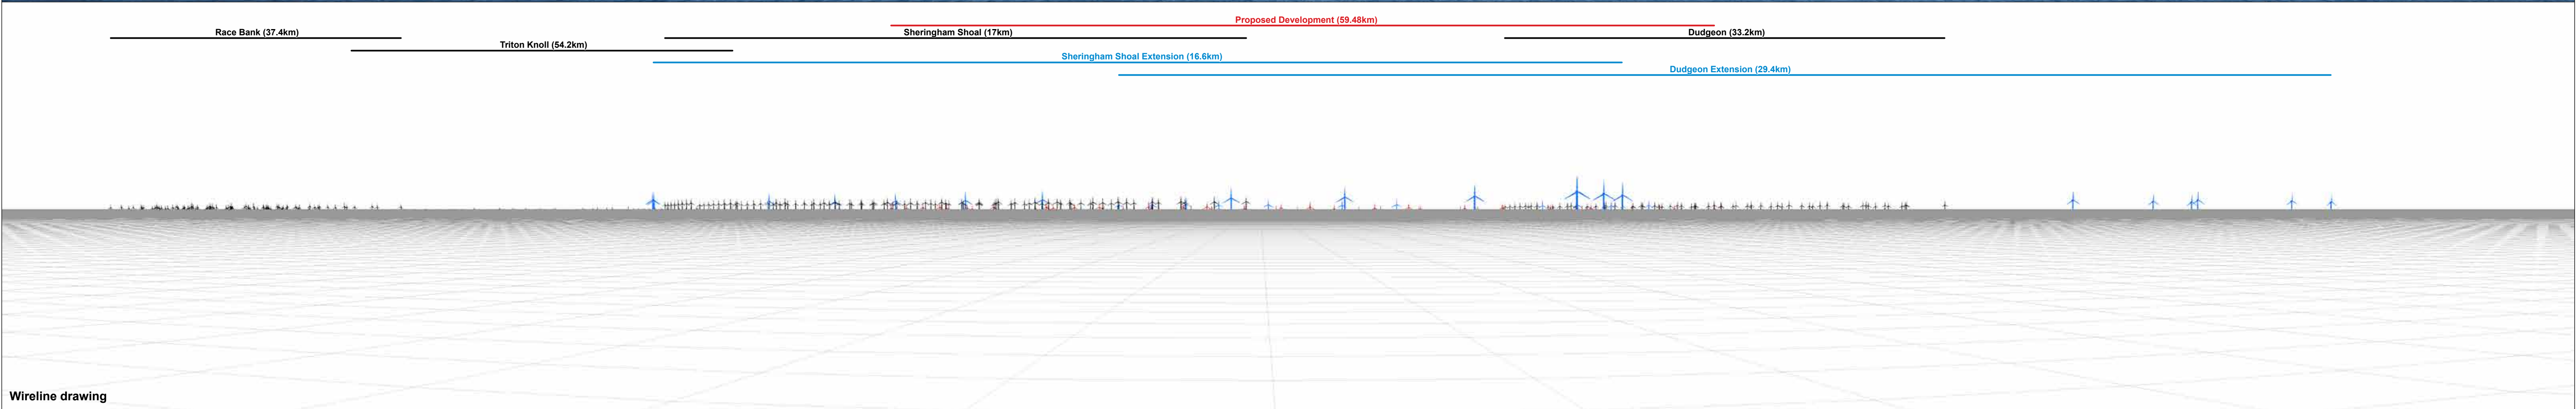 Proposed Development (59.48km)
Race Bank (37.4km)
Sheringham Shoal (17km)
Dudgeon (33.2km)
Triton Knoll (54.2km)
Sheringham Shoal Extension (16.6km)
Dudgeon Extension (29.4km)
Wireline drawing